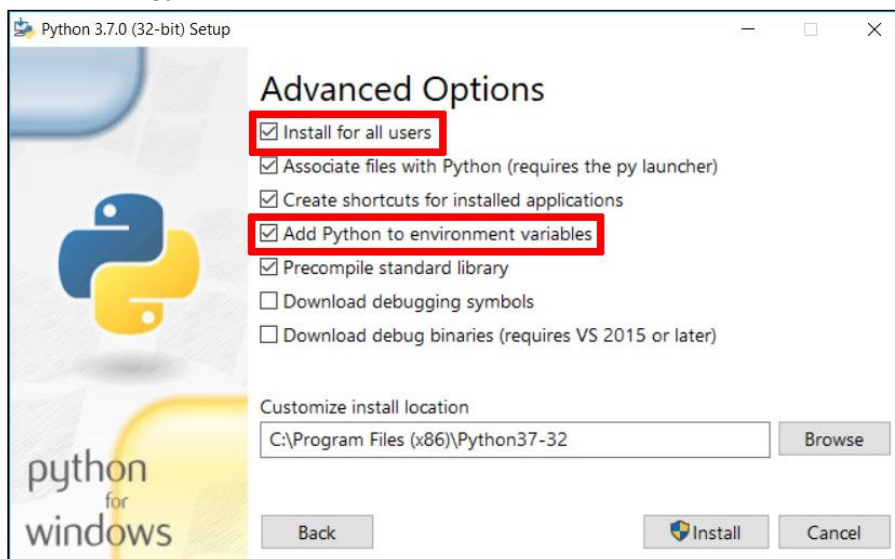 Python 3.7.0 (32-bit) Setup
Advanced Options
Install for all users
Associate files with Python (requires the py launcher)
Create shortcuts for installed applications
Add Python to environment variables
Precompile standard library
Download debugging symbols
Download debug binaries (requires VS 2015 or later)
Customize install location
C:\Program Files (x86)\Python37-32
Browse
python
for
windows
Back
Install
Cancel